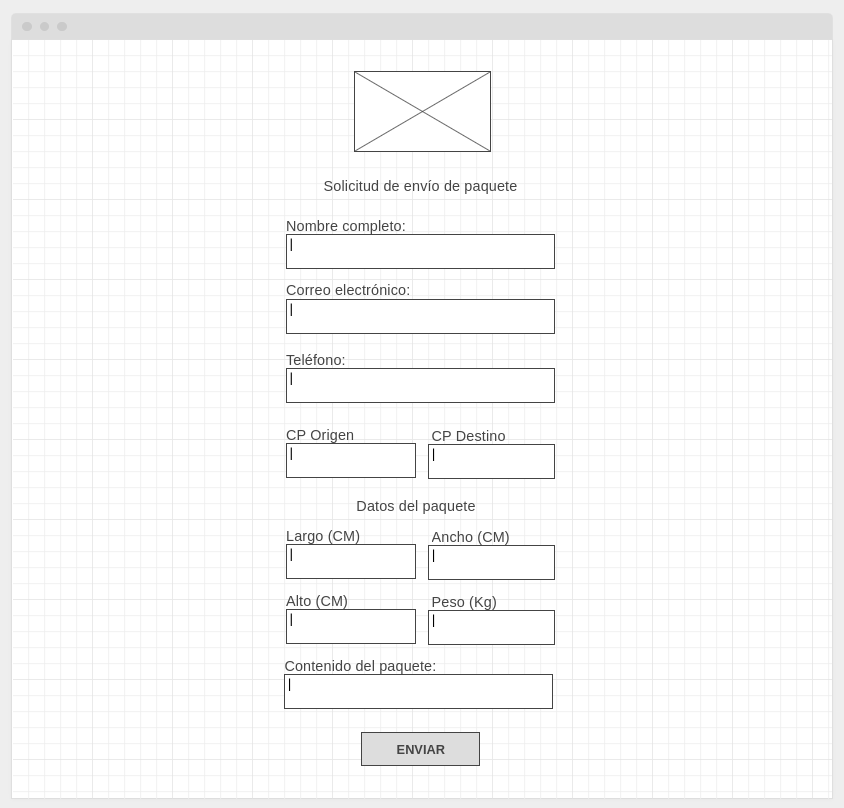 Solicitud de envío de paquete
Nombre completo:
Correo electrónico:
Teléfono:
CP Origen CP Destino
Datos del paquete
Largo (CM) Ancho (CM)
Alto (CM) Peso (Kg)
Contenido del paquete:
ENVIAR